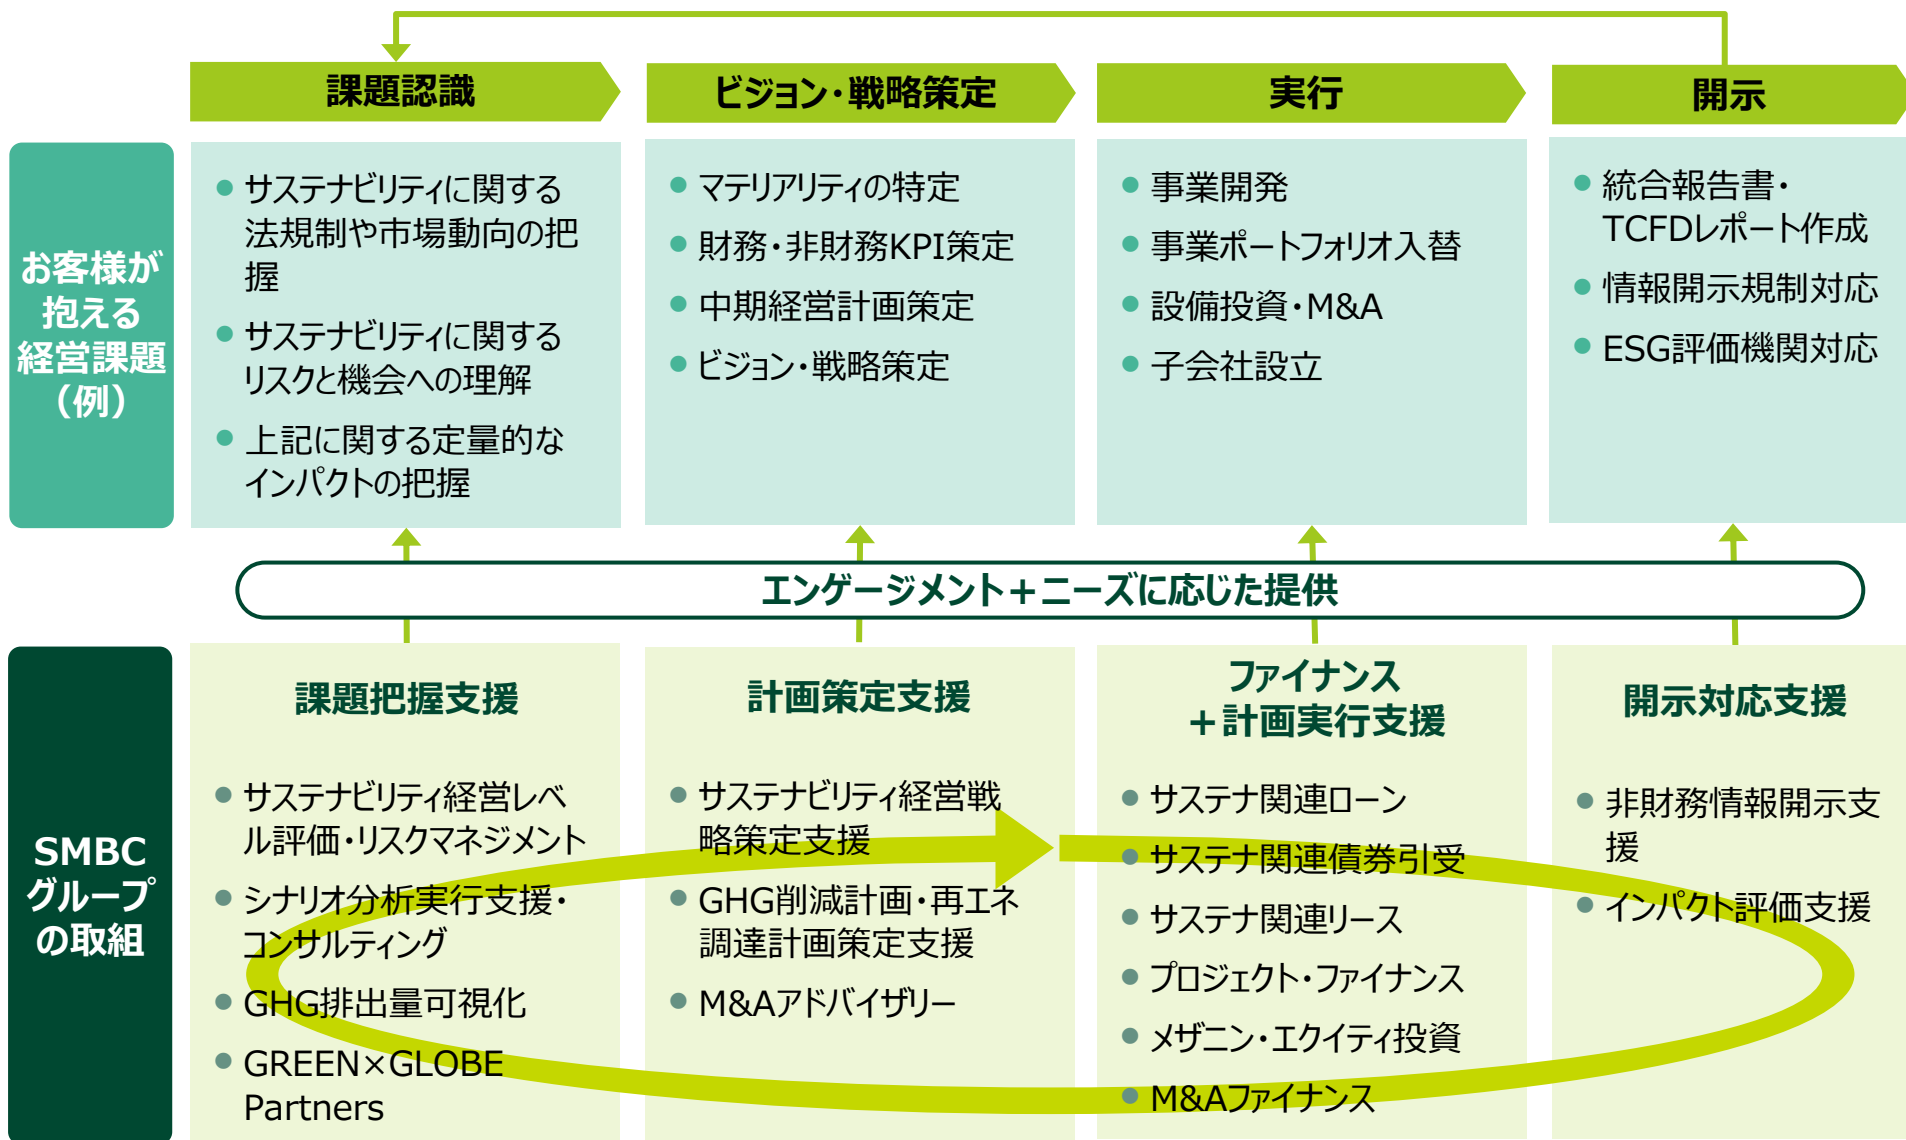 課題認識
ビジョン・戦略策定
実行
開示
お客様が
抱える
経営課題
（例）
サステナビリティに関する
法規制や市場動向の把
握
サステナビリティに関する
リスクと機会への理解
上記に関する定量的な
インパクトの把握
マテリアリティの特定
財務・非財務KPI策定
中期経営計画策定
ビジョン・戦略策定
事業開発
事業ポートフォリオ入替
設備投資・M&A
子会社設立
統合報告書・
TCFDレポート作成
情報開示規制対応
ESG評価機関対応
エンゲージメント＋ニーズに応じた提供
SMBC
グループ
の取組
課題把握支援
サステナビリティ経営レベ
ル評価・リスクマネジメント
シナリオ分析実行支援・
コンサルティング
GHG排出量可視化
GREEN×GLOBE
Partners
計画策定支援
サステナビリティ経営戦
略策定支援
GHG削減計画・再エネ
調達計画策定支援
M&Aアドバイザリー
ファイナンス
＋計画実行支援
サステナ関連ローン
サステナ関連債券引受
サステナ関連リース
プロジェクト・ファイナンス
メザニン・エクイティ投資
M&Aファイナンス
開示対応支援
非財務情報開示支
援
インパクト評価支援